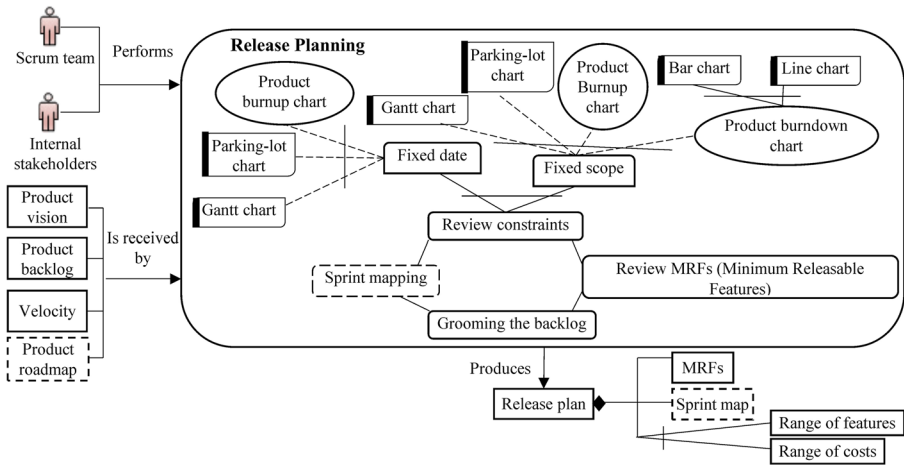 Scrum team
Performs
Internal
stakeholders
Product
vision
Product
backlog
Velocity
Product
roadmap
Is received
by
Release Planning
Product
burnup chart
Parking-lot
chart
Gantt chart
Fixed date
Gantt chart
Parking-lot
chart
Product
Burnup
chart
Bar chart
Line chart
Product burndown
chart
Fixed scope
Review constraints
Sprint mapping
Review MRFs (Minimum Releasable
Features)
Grooming the backlog
Produces
Release plan
MRFs
Sprint map
Range of features
Range of costs